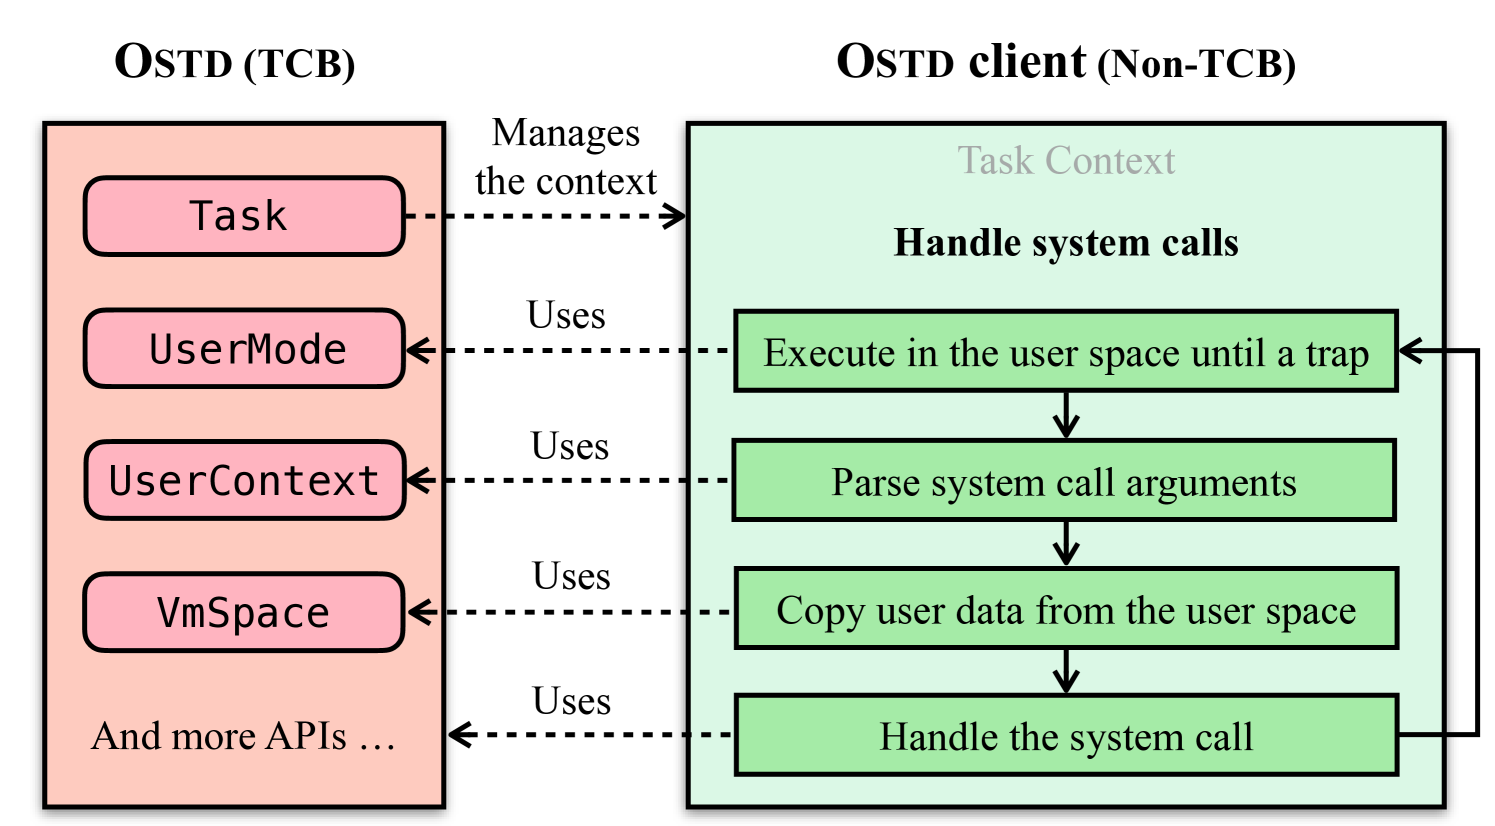 OSTD (TCB)
OSTD client (Non-TCB)
Manages
the context
Task Context
Task
Handle system calls
Uses
UserMode
Execute in the user space until a trap
Uses
UserContext
Parse system call arguments
Uses
VmSpace
Copy user data from the user space
Uses
And more APIs …
Handle the system call